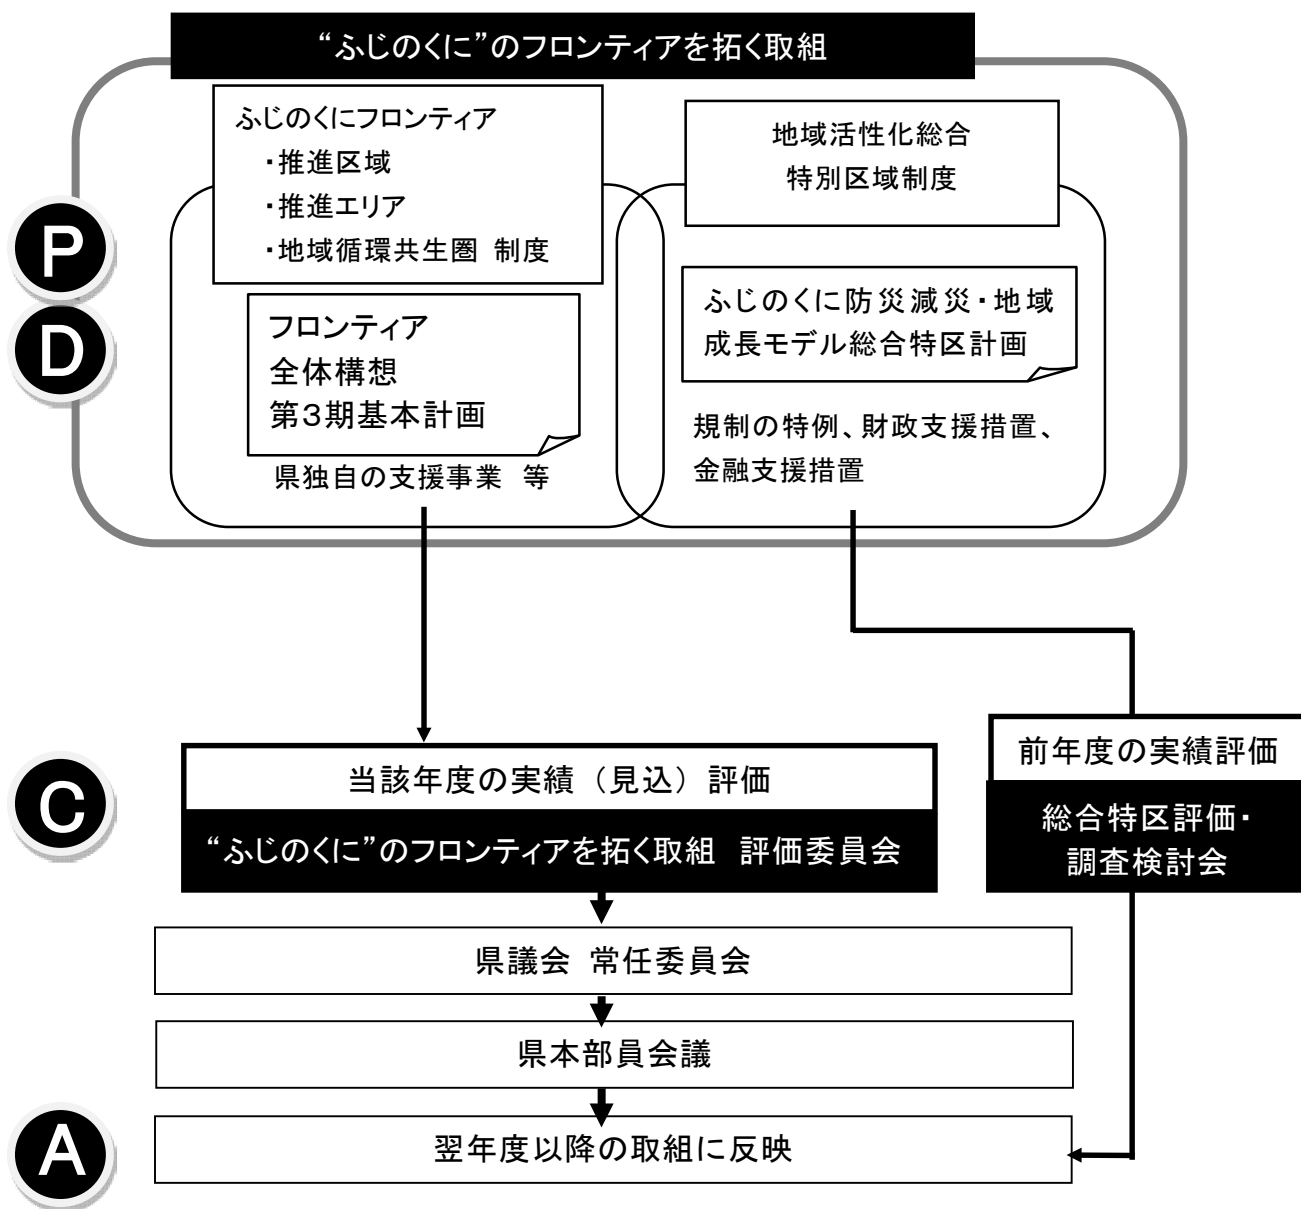 “ふじのくに”のフロンティアを拓く取組
ふじのくにフロンティア
・推進区域
・推進エリア
・地域循環共生圏 制度
地域活性化総合
特別区域制度
P
D
フロンティア
全体構想
第3期基本計画
県独自の支援事業 等
ふじのくに防災減災・地域
成長モデル総合特区計画
規制の特例、財政支援措置、
金融支援措置
C
当該年度の実績（見込）評価
“ふじのくに”のフロンティアを拓く取組 評価委員会
前年度の実績評価
総合特区評価・
調査検討会
県議会 常任委員会
県本部員会議
A
翌年度以降の取組に反映